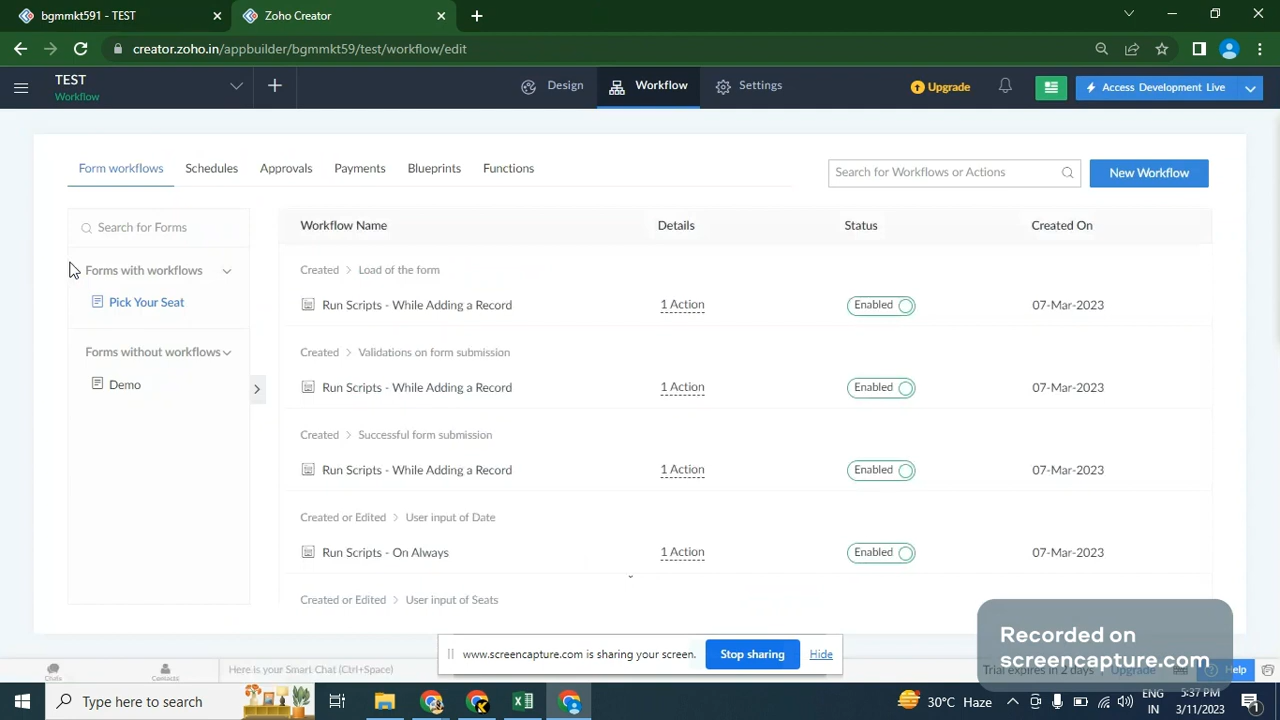 bgmmkt591 - TEST
Zoho Creator
creator.zoho.in/appbuilder/bgmmkt59/test/workflow/edit
TEST
Workflow
Design
Workflow
Settings
Upgrade
Access Development Live
Form workflows
Schedules
Approvals
Payments
Blueprints
Functions
Search for Workflows or Actions
New Workflow
Search for Forms
Forms with workflows
Pick Your Seat
Forms without workflows
Demo
Workflow Name Details Status Created On
Created > Load of the form
Run Scripts - While Adding a Record 1 Action Enabled 07-Mar-2023
Created > Validations on form submission
Run Scripts - While Adding a Record 1 Action Enabled 07-Mar-2023
Created > Successful form submission
Run Scripts - While Adding a Record 1 Action Enabled 07-Mar-2023
Created or Edited > User input of Date
Run Scripts - On Always 1 Action Enabled 07-Mar-2023
Created or Edited > User input of Seats
Recorded on
screencapture.com
www.screencapture.com is sharing your screen.
Stop sharing
Hide
Chats
Contacts
Here is your Smart Chat (Ctrl+Space)
Trial expires in 2 days
Upgrade
Help
Type here to search
30°C Haze
ENG
IN
5:37 PM
3/11/2023
1